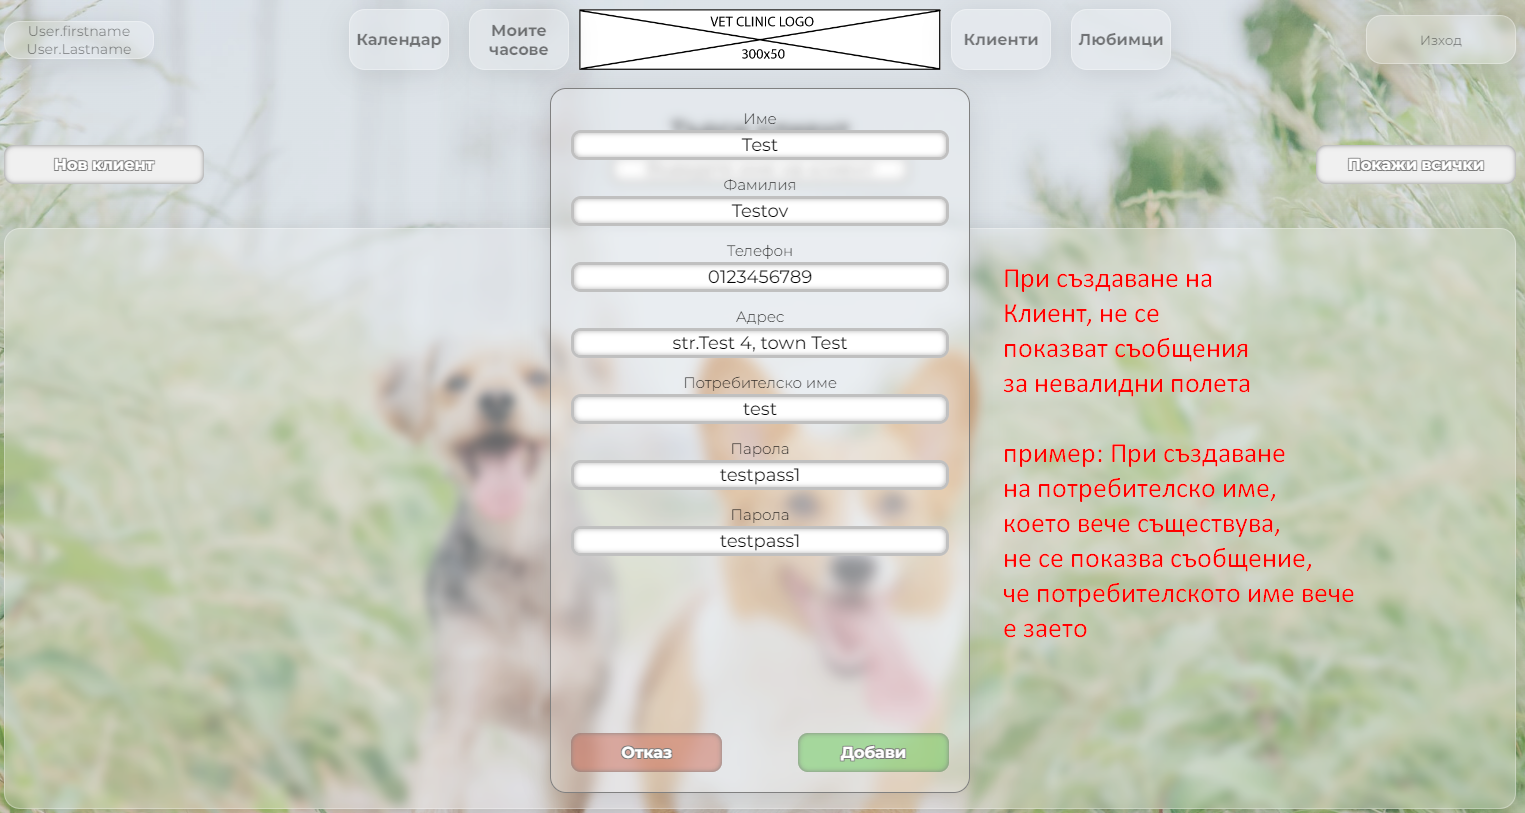 User.firstname
User.Lastname
Календар
Моите
часове
VET CLINIC LOGO
300x50
Клиенти
Любимци
Изход
Нов клиент
Покажи всички
Име
Test
Фамилия
Testov
Телефон
0123456789
Адрес
str.Test 4, town Test
Потребителско име
test
Парола
testpass1
Парола
testpass1
Отказ
Добави
При създаване на
Клиент, не се
показват съобщения
за невалидни полета
пример: При създаване
на потребителско име,
което вече съществува,
не се показва съобщение,
че потребителското име вече
е заето